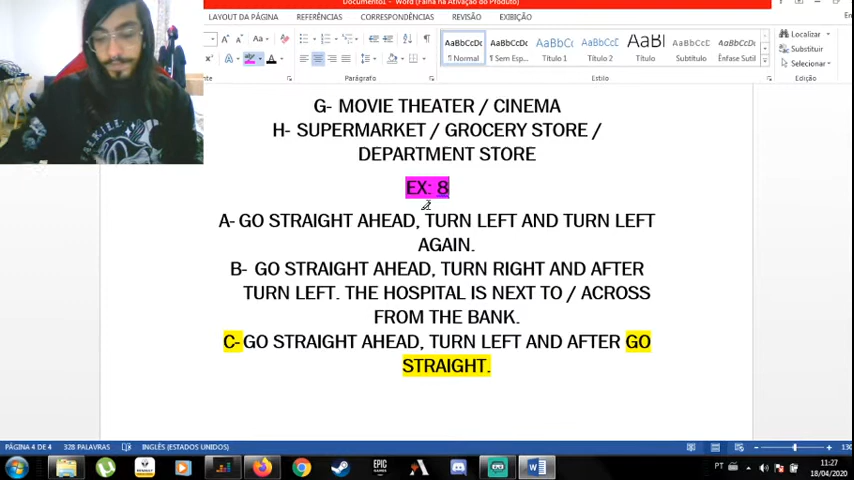 Documento1 - Word (Falha na Ativação do Produto)
LAYOUT DA PÁGINA REFERÊNCIAS CORRESPONDÊNCIAS REVISÃO EXIBIÇÃO
Aa
AaBbCcDc AaBbCcDc AaBbCc AaBbCcD AaBl AaBbCcD AaBbCcDc
¶ Normal ¶ Sem Esp... Título 1 Título 2 Título Subtítulo Ênfase Sutil
Localizar
Substituir
Selecionar
Parágrafo Estilo Edição
G- MOVIE THEATER / CINEMA
H- SUPERMARKET / GROCERY STORE /
DEPARTMENT STORE
EX: 8
A- GO STRAIGHT AHEAD, TURN LEFT AND TURN LEFT
AGAIN.
B- GO STRAIGHT AHEAD, TURN RIGHT AND AFTER
TURN LEFT. THE HOSPITAL IS NEXT TO / ACROSS
FROM THE BANK.
C- GO STRAIGHT AHEAD, TURN LEFT AND AFTER GO
STRAIGHT.
PÁGINA 4 DE 4 328 PALAVRAS INGLÊS (ESTADOS UNIDOS)
EPIC
GAMES
PT
11:27
18/04/2020